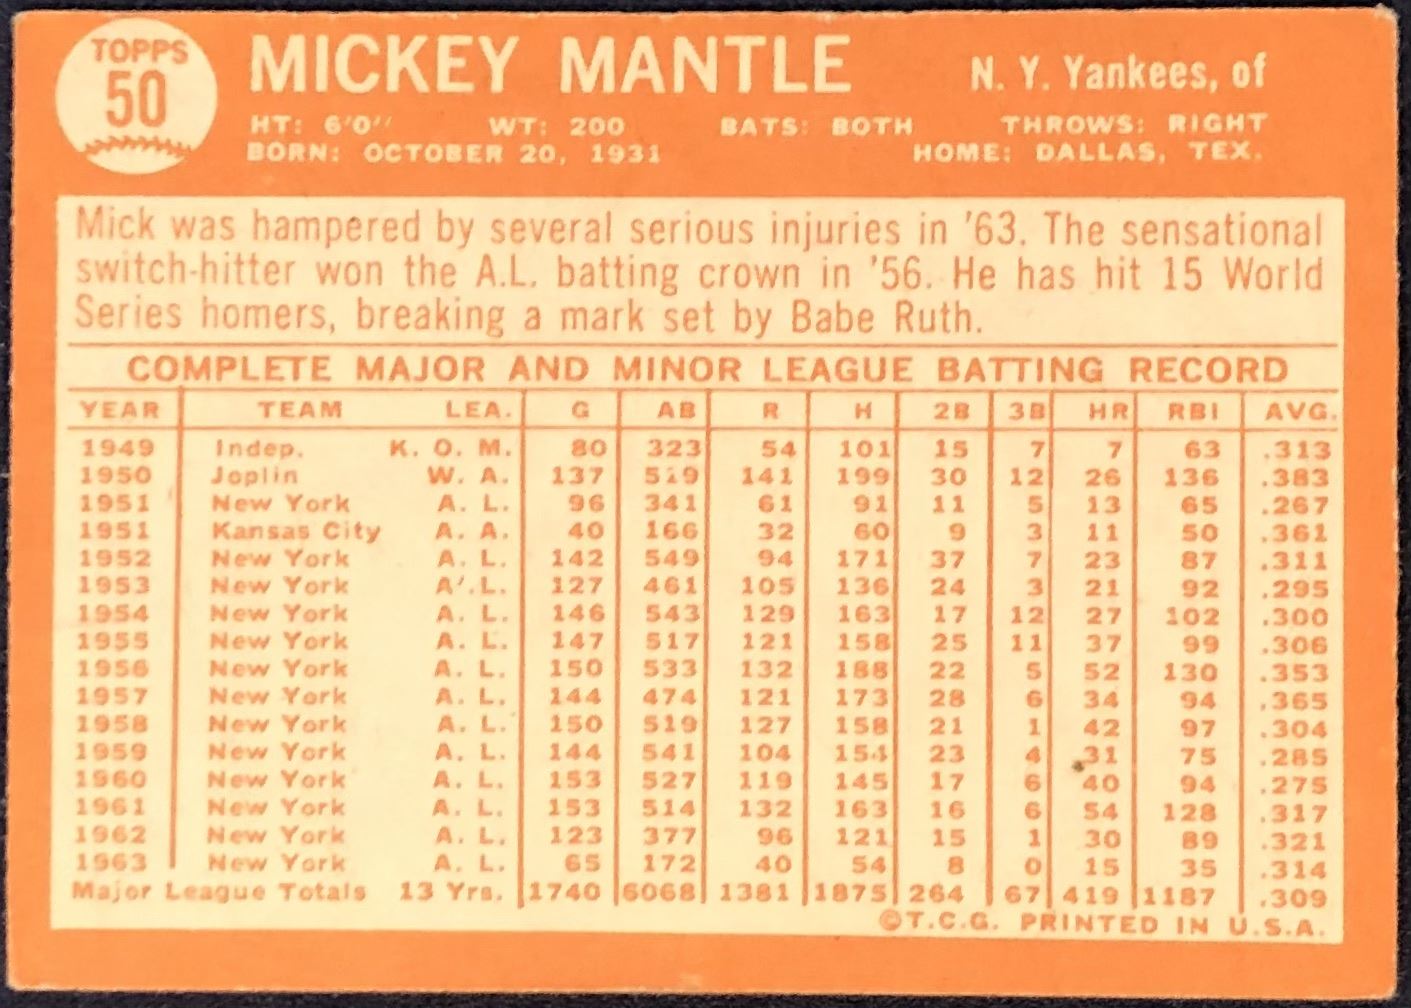 TOPPS
50
MICKEY MANTLE N. Y. Yankees, of
HT: 6'0" WT: 200 BATS: BOTH THROWS: RIGHT
BORN: OCTOBER 20, 1931 HOME: DALLAS, TEX.
Mick was hampered by several serious injuries in '63. The sensational
switch-hitter won the A.L. batting crown in '56. He has hit 15 World
Series homers, breaking a mark set by Babe Ruth.
COMPLETE MAJOR AND MINOR LEAGUE BATTING RECORD
YEAR TEAM LEA. G AB R H 2B 3B HR RBI AVG.
1949 Indep. K. O. M. 80 323 54 101 15 7 7 63 .313
1950 Joplin W. A. 137 519 141 199 30 12 26 136 .383
1951 New York A. L. 96 341 61 91 11 5 13 65 .267
1951 Kansas City A. A. 40 166 32 60 9 3 11 50 .361
1952 New York A. L. 142 549 94 171 37 7 23 87 .311
1953 New York A. L. 127 461 105 136 24 3 21 92 .295
1954 New York A. L. 146 543 129 163 17 12 27 102 .300
1955 New York A. L. 147 517 121 158 25 11 37 99 .306
1956 New York A. L. 150 533 132 188 22 5 52 130 .353
1957 New York A. L. 144 474 121 173 28 6 34 94 .365
1958 New York A. L. 150 519 127 158 21 1 42 97 .304
1959 New York A. L. 144 541 104 154 23 4 31 75 .285
1960 New York A. L. 153 527 119 145 17 6 40 94 .275
1961 New York A. L. 153 514 132 163 16 6 54 128 .317
1962 New York A. L. 123 377 96 121 15 1 30 89 .321
1963 New York A. L. 65 172 40 54 8 0 15 35 .314
Major League Totals 13 Yrs. 1740 6068 1381 1875 264 67 419 1187 .309
©T.C.G. PRINTED IN U.S.A.